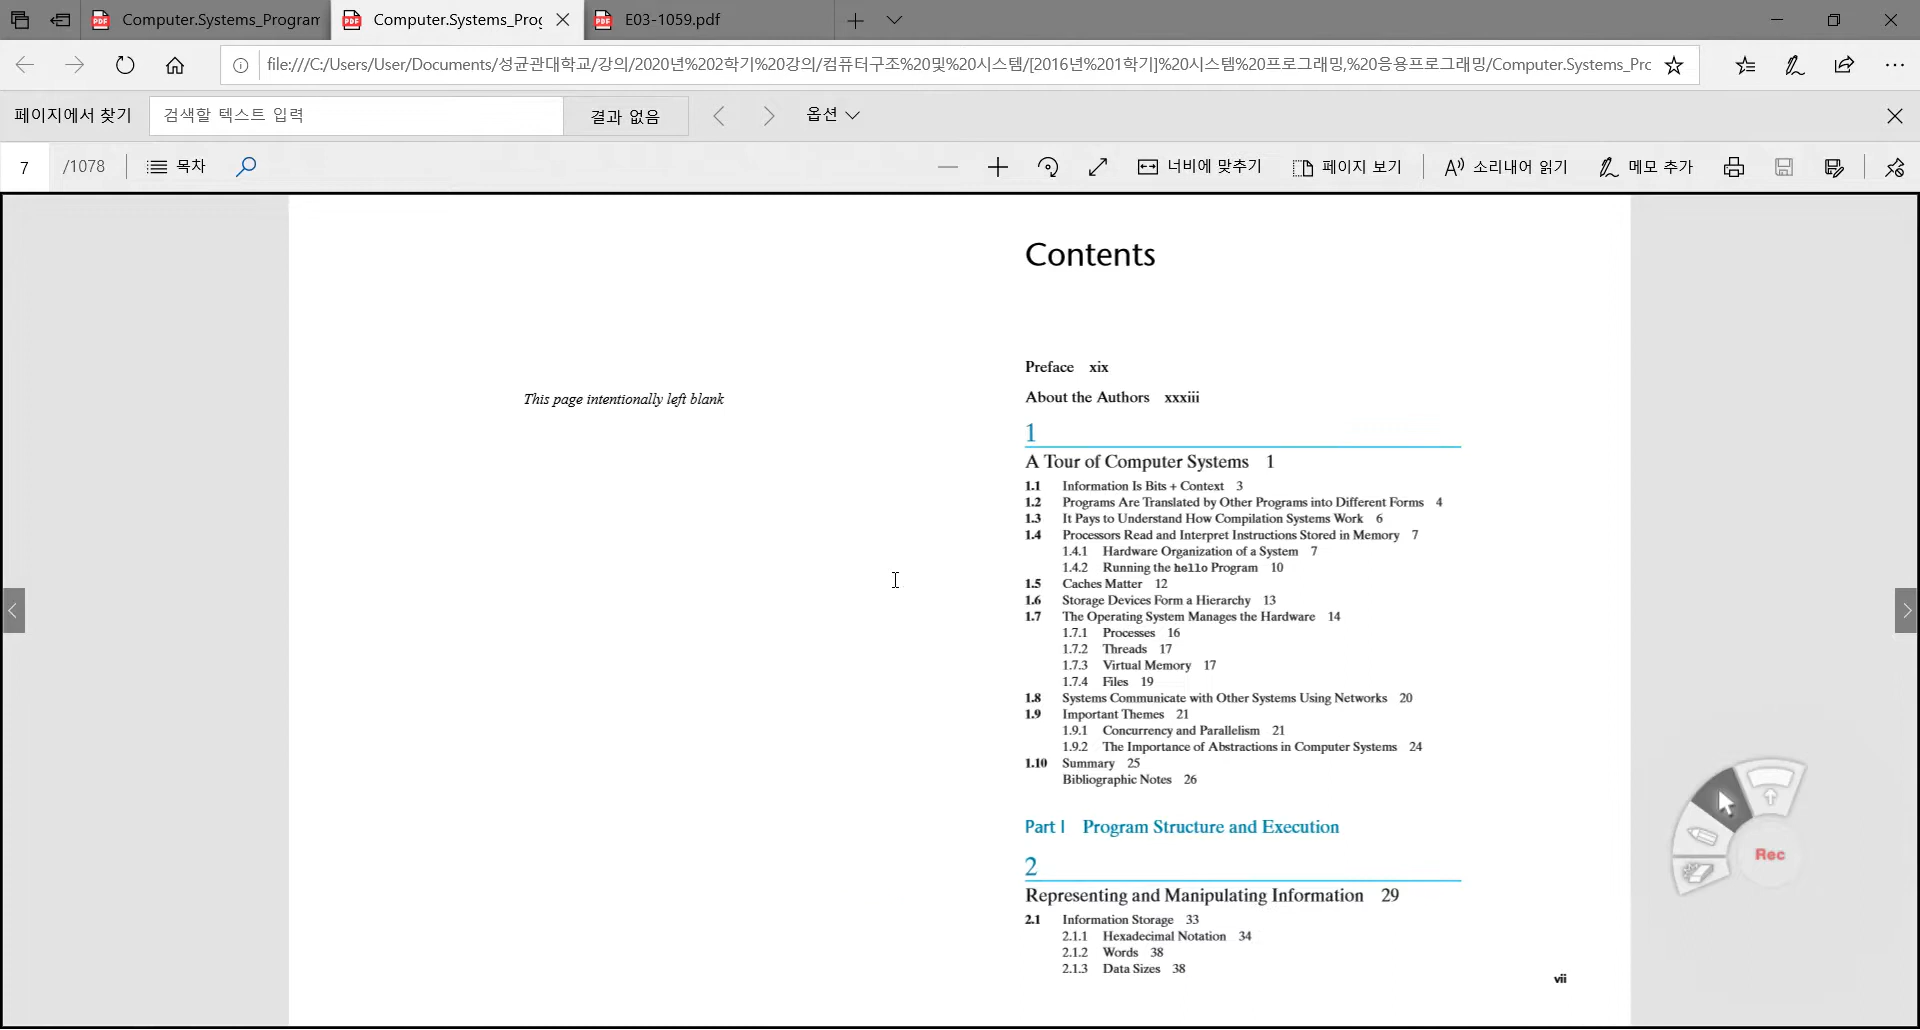 Computer.Systems_Program
Computer.Systems_Proç
E03-1059.pdf
file:///C:/Users/User/Documents/성균관대학교/강의/2020년%202학기%20강의/컴퓨터구조%20및%20시스템/[2016년%201학기]%20시스템%20프로그래밍,%20응용프로그래밍/Computer.Systems_Prc
페이지에서 찾기
검색할 텍스트 입력
결과 없음
옵션
7 /1078
목차
너비에 맞추기
페이지 보기
소리내어 읽기
메모 추가
This page intentionally left blank
Contents
Preface xix
About the Authors xxxiii
1
A Tour of Computer Systems 1
1.1 Information Is Bits + Context 3
1.2 Programs Are Translated by Other Programs into Different Forms 4
1.3 It Pays to Understand How Compilation Systems Work 6
1.4 Processors Read and Interpret Instructions Stored in Memory 7
1.4.1 Hardware Organization of a System 7
1.4.2 Running the hello Program 10
1.5 Caches Matter 12
1.6 Storage Devices Form a Hierarchy 13
1.7 The Operating System Manages the Hardware 14
1.7.1 Processes 16
1.7.2 Threads 17
1.7.3 Virtual Memory 17
1.7.4 Files 19
1.8 Systems Communicate with Other Systems Using Networks 20
1.9 Important Themes 21
1.9.1 Concurrency and Parallelism 21
1.9.2 The Importance of Abstractions in Computer Systems 24
1.10 Summary 25
Bibliographic Notes 26
Part I Program Structure and Execution
2
Representing and Manipulating Information 29
2.1 Information Storage 33
2.1.1 Hexadecimal Notation 34
2.1.2 Words 38
2.1.3 Data Sizes 38
vii
Rec